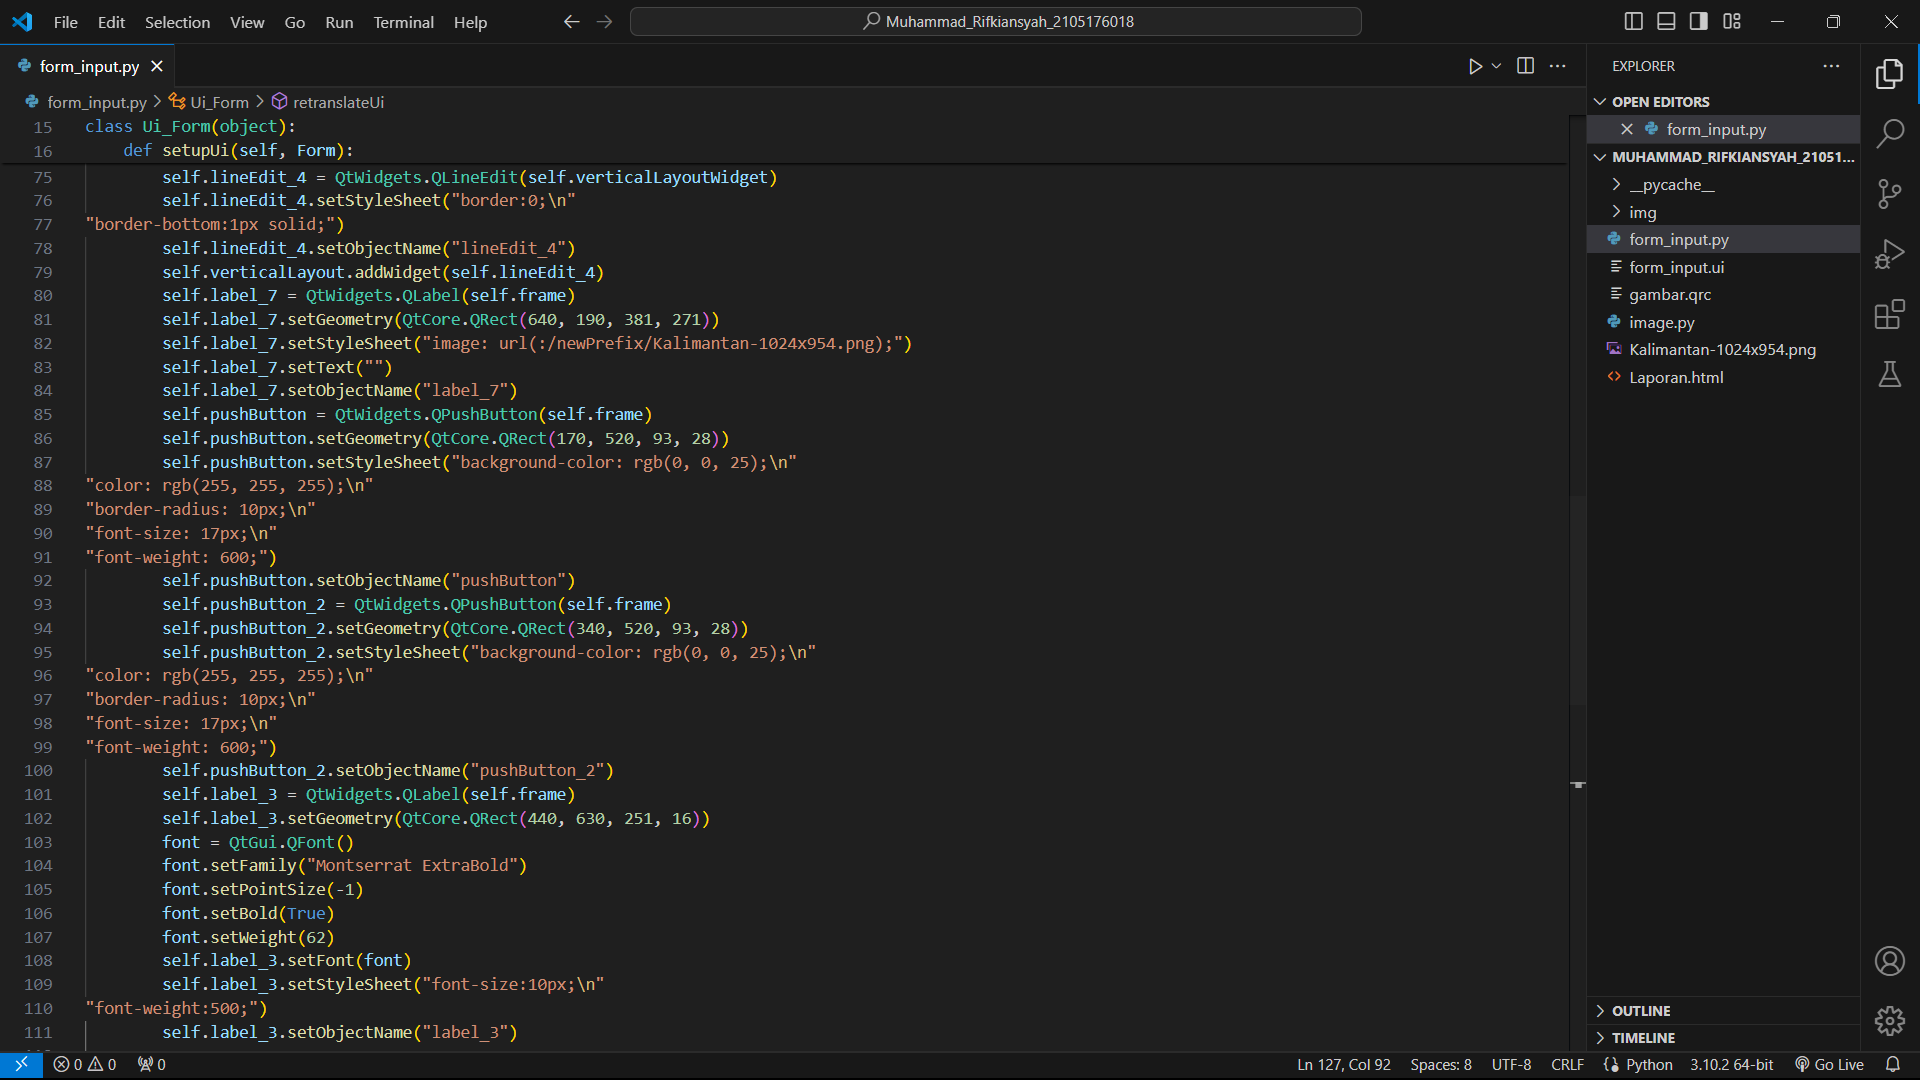 File Edit Selection View Go Run Terminal Help
Muhammad_Rifkiansyah_2105176018
form_input.py
form_input.py > Ui_Form > retranslateUi
15 class Ui_Form(object):
16 def setupUi(self, Form):
75 self.lineEdit_4 = QtWidgets.QLineEdit(self.verticalLayoutWidget)
76 self.lineEdit_4.setStyleSheet("border:0;\n"
77 "border-bottom:1px solid;")
78 self.lineEdit_4.setObjectName("lineEdit_4")
79 self.verticalLayout.addWidget(self.lineEdit_4)
80 self.label_7 = QtWidgets.QLabel(self.frame)
81 self.label_7.setGeometry(QtCore.QRect(640, 190, 381, 271))
82 self.label_7.setStyleSheet("image: url(:/newPrefix/Kalimantan-1024x954.png);")
83 self.label_7.setText("")
84 self.label_7.setObjectName("label_7")
85 self.pushButton = QtWidgets.QPushButton(self.frame)
86 self.pushButton.setGeometry(QtCore.QRect(170, 520, 93, 28))
87 self.pushButton.setStyleSheet("background-color: rgb(0, 0, 25);\n"
88 "color: rgb(255, 255, 255);\n"
89 "border-radius: 10px;\n"
90 "font-size: 17px;\n"
91 "font-weight: 600;")
92 self.pushButton.setObjectName("pushButton")
93 self.pushButton_2 = QtWidgets.QPushButton(self.frame)
94 self.pushButton_2.setGeometry(QtCore.QRect(340, 520, 93, 28))
95 self.pushButton_2.setStyleSheet("background-color: rgb(0, 0, 25);\n"
96 "color: rgb(255, 255, 255);\n"
97 "border-radius: 10px;\n"
98 "font-size: 17px;\n"
99 "font-weight: 600;")
100 self.pushButton_2.setObjectName("pushButton_2")
101 self.label_3 = QtWidgets.QLabel(self.frame)
102 self.label_3.setGeometry(QtCore.QRect(440, 630, 251, 16))
103 font = QtGui.QFont()
104 font.setFamily("Montserrat ExtraBold")
105 font.setPointSize(-1)
106 font.setBold(True)
107 font.setWeight(62)
108 self.label_3.setFont(font)
109 self.label_3.setStyleSheet("font-size:10px;\n"
110 "font-weight:500;")
111 self.label_3.setObjectName("label_3")
EXPLORER
OPEN EDITORS
form_input.py
MUHAMMAD_RIFKIANSYAH_21051...
__pycache__
img
form_input.py
form_input.ui
gambar.qrc
image.py
Kalimantan-1024x954.png
Laporan.html
OUTLINE
TIMELINE
0 0 0 Ln 127, Col 92 Spaces: 8 UTF-8 CRLF Python 3.10.2 64-bit Go Live